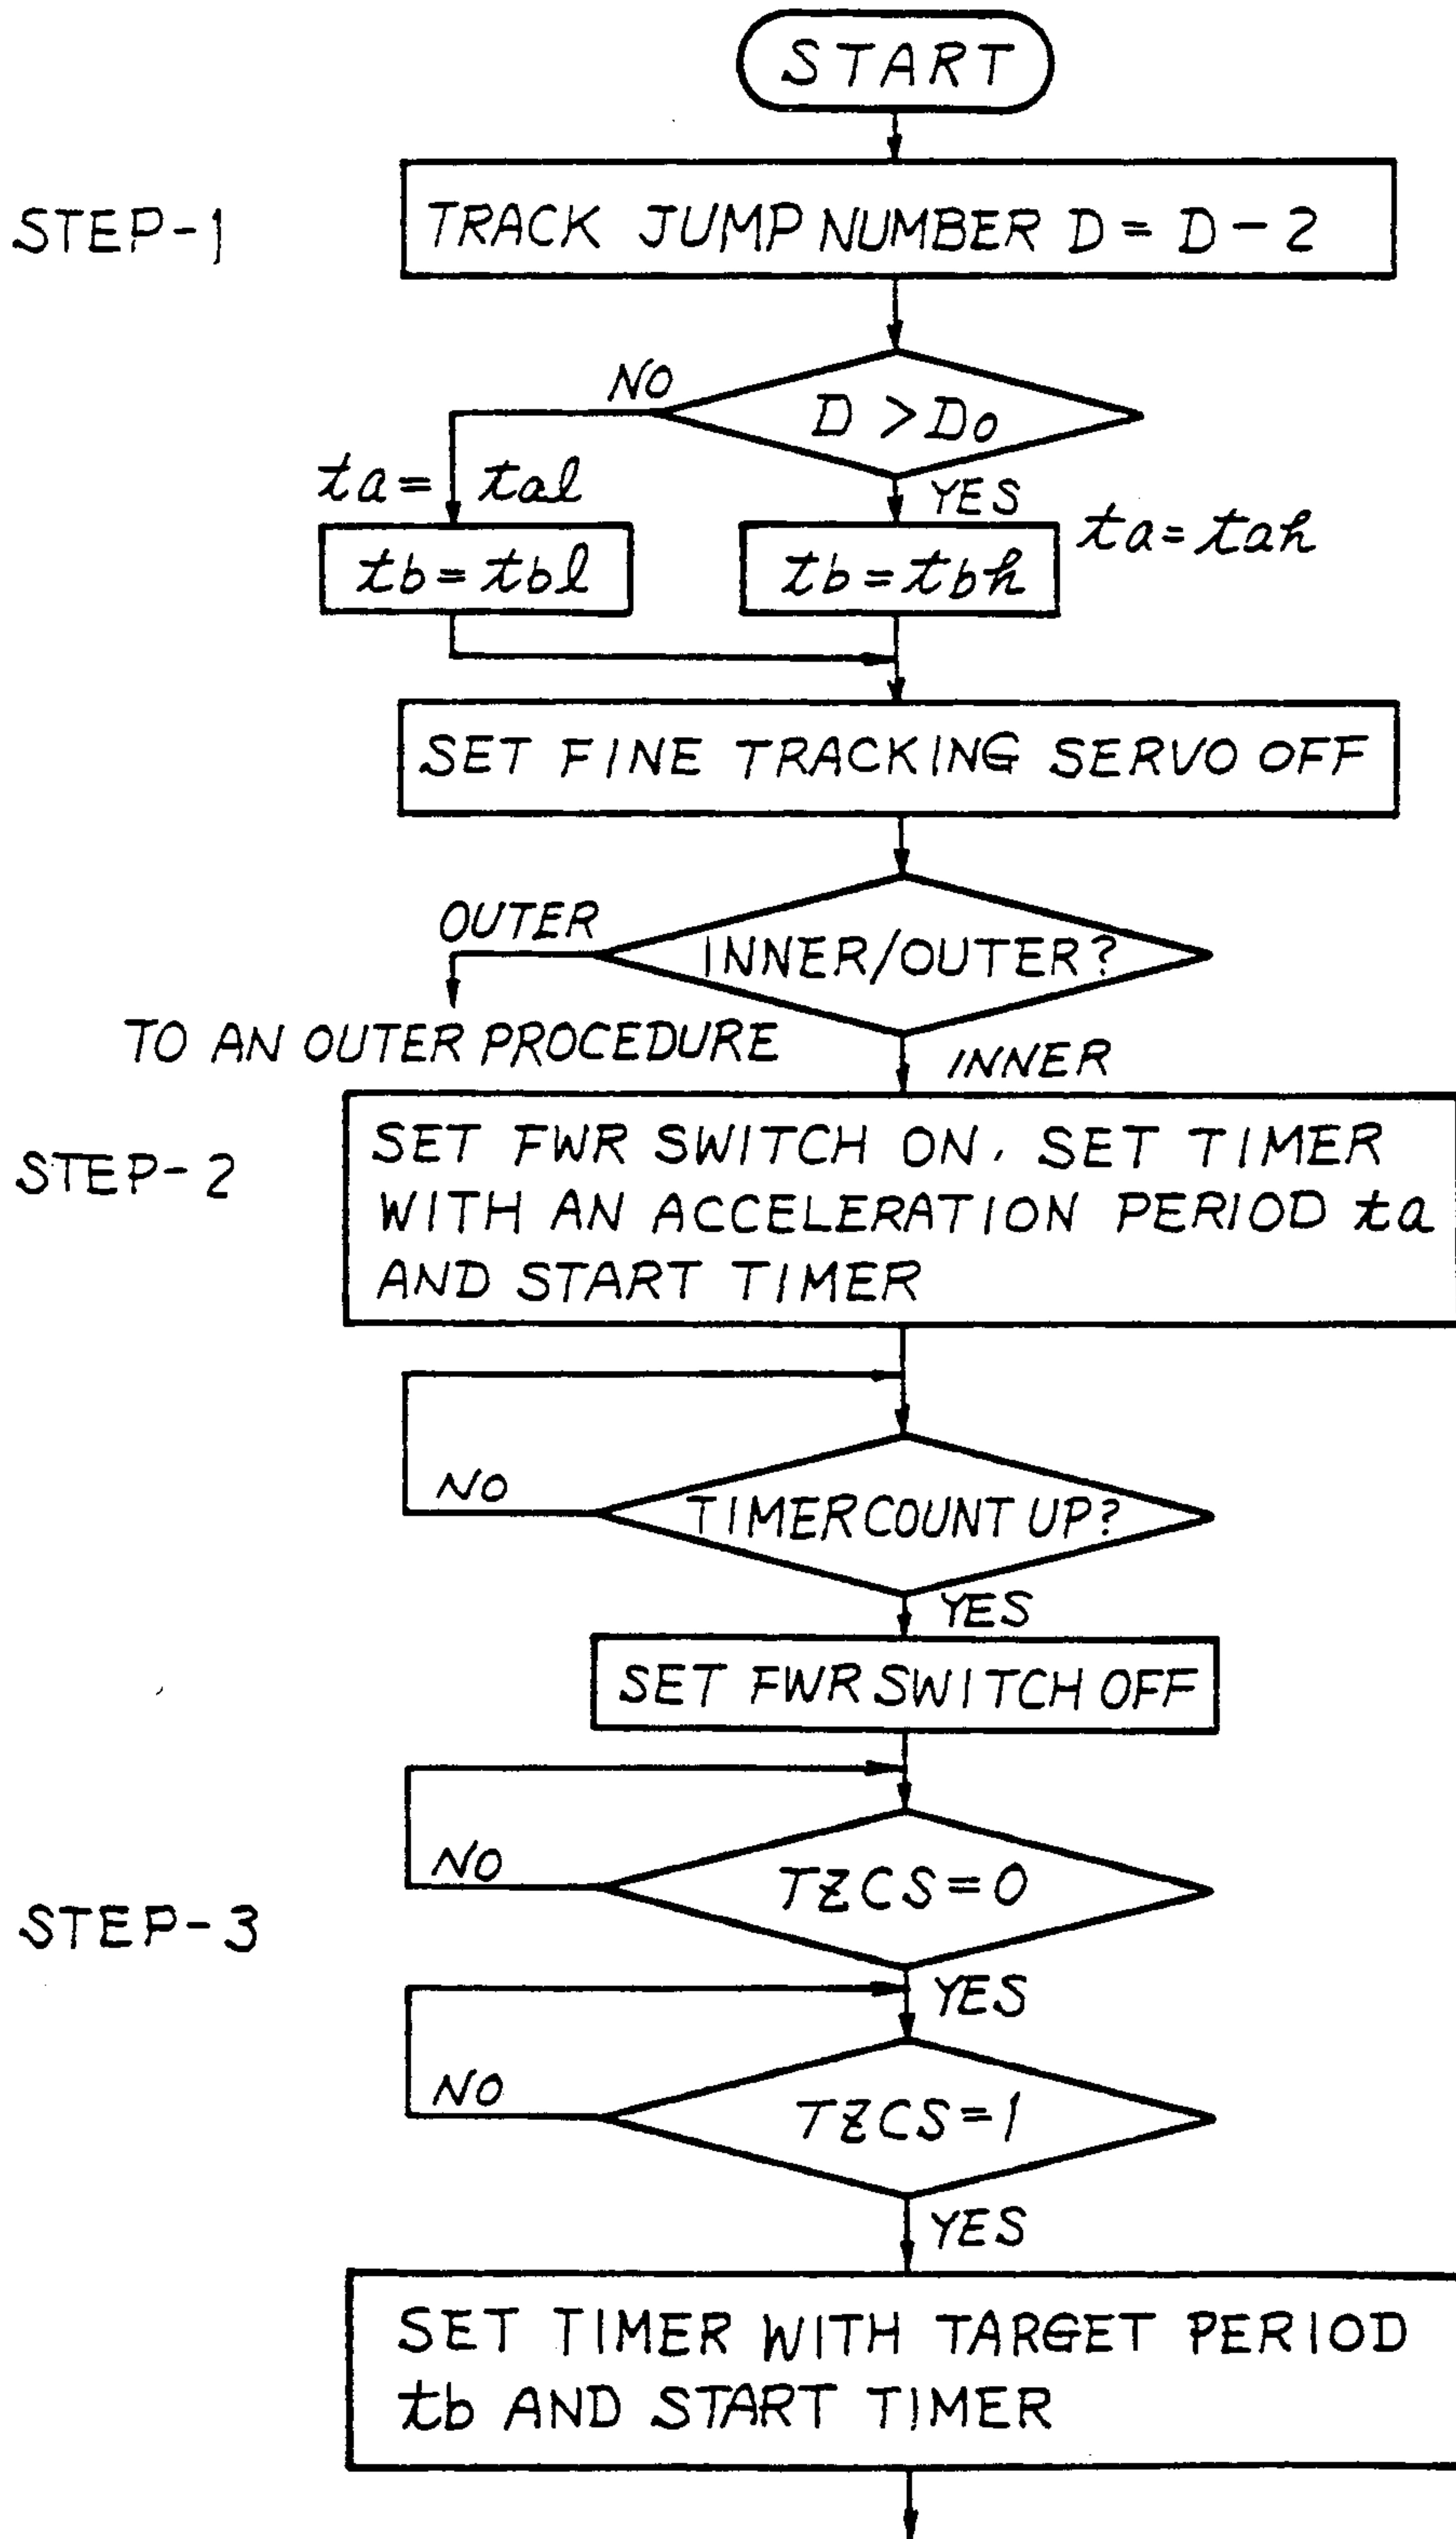 START
STEP-1
TRACK JUMP NUMBER D = D - 2
NO
D > Do
ta = tal
YES
ta = tah
tb = tbl
tb = tbh
SET FINE TRACKING SERVO OFF
OUTER
INNER/OUTER?
TO AN OUTER PROCEDURE
INNER
STEP-2
SET FWR SWITCH ON, SET TIMER
WITH AN ACCELERATION PERIOD ta
AND START TIMER
NO
TIMER COUNT UP?
YES
SET FWR SWITCH OFF
NO
TZCS = 0
STEP-3
YES
NO
TZCS = 1
YES
SET TIMER WITH TARGET PERIOD
tb AND START TIMER